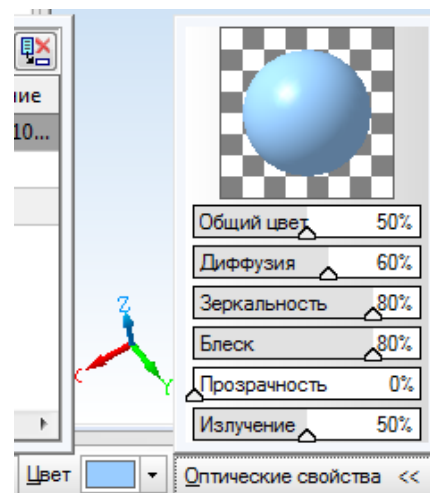 ние
10...
Общий цвет 50%
Диффузия 60%
Зеркальность 80%
Блеск 80%
Прозрачность 0%
Излучение 50%
Z
Y
Цвет
Оптические свойства <<